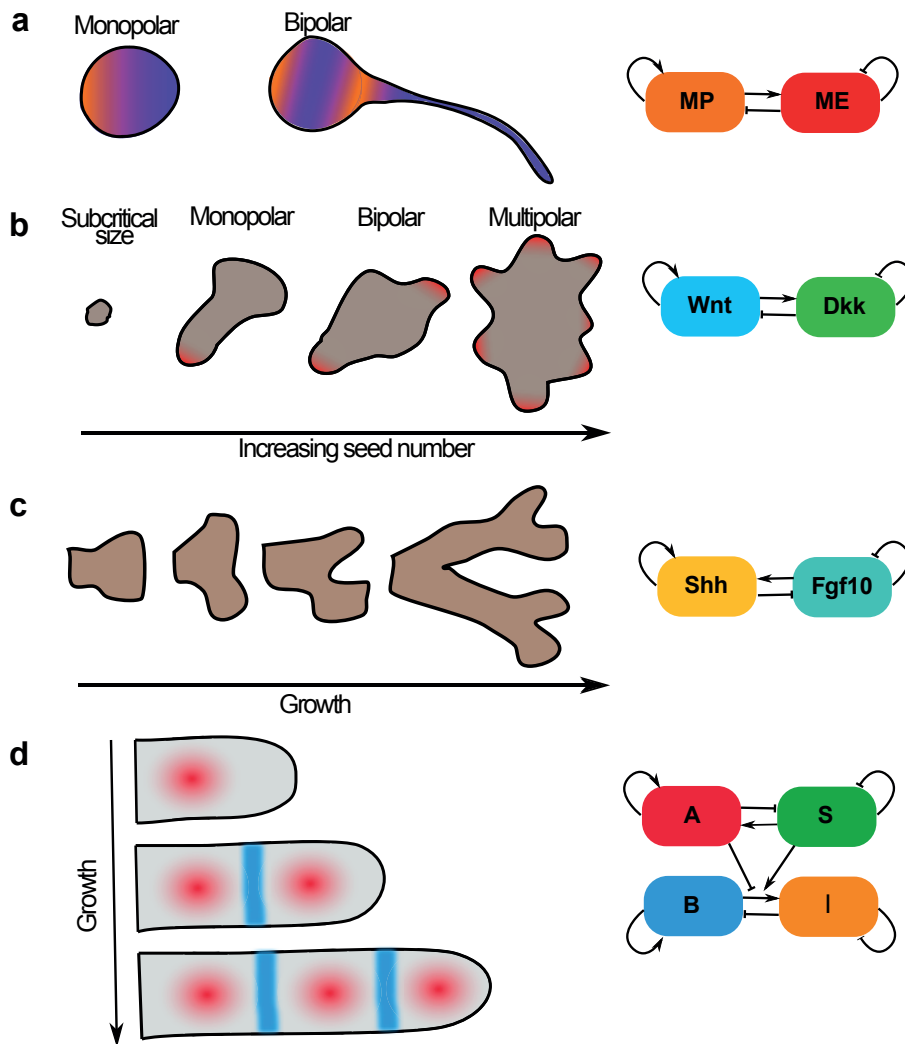 a
Monopolar
Bipolar
MP
ME
b
Subcritical
size
Monopolar
Bipolar
Multipolar
Wnt
Dkk
Increasing seed number
c
Shh
Fgf10
Growth
d
Growth
A
S
B
I